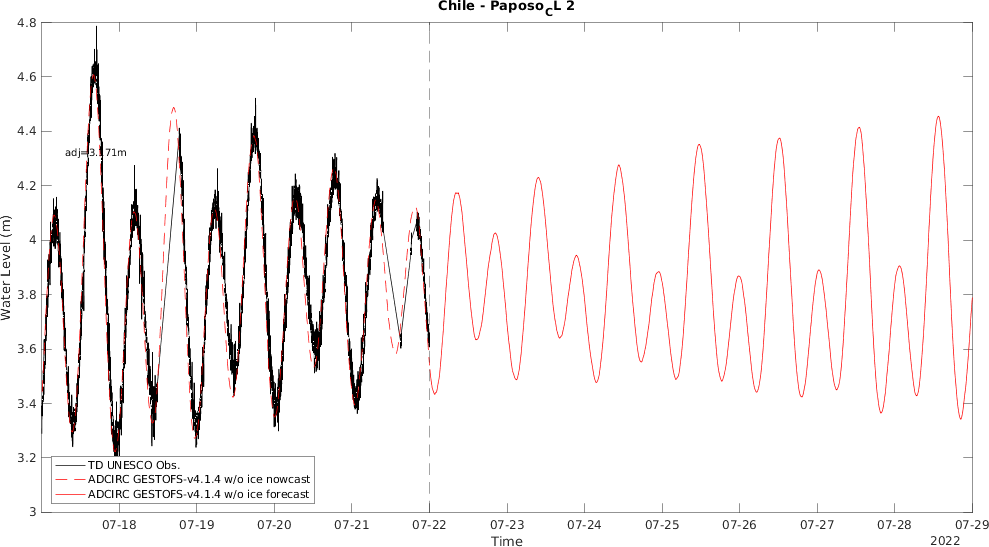 Chile - PaposoCL 2
4.8
4.6
4.4
4.2
4
3.8
3.6
3.4
3.2
3
Water Level (m)
adj=3.171m
TD UNESCO Obs.
ADCIRC GESTOFS-v4.1.4 w/o ice nowcast
ADCIRC GESTOFS-v4.1.4 w/o ice forecast
07-18 07-19 07-20 07-21 07-22 07-23 07-24 07-25 07-26 07-27 07-28 07-29
Time
2022